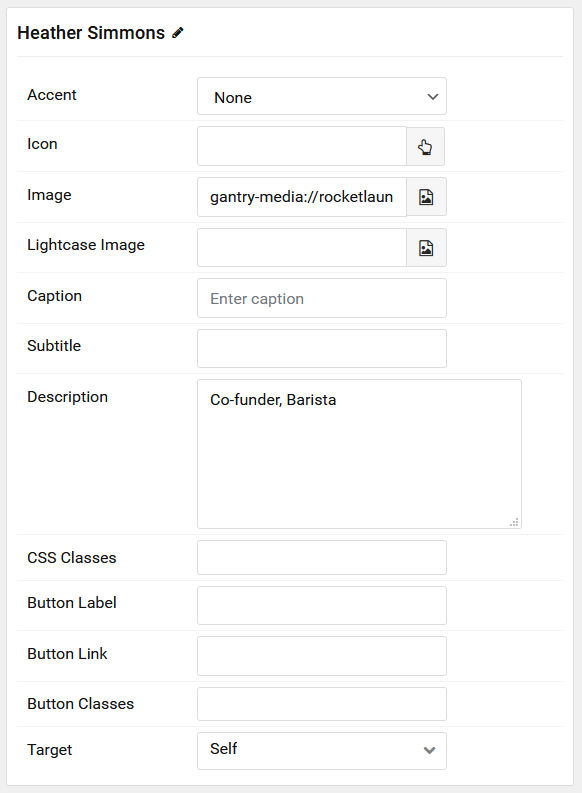 Heather Simmons
Accent
None
Icon
Image
gantry-media://rocketlaun
Lightcase Image
Caption
Enter caption
Subtitle
Description
Co-funder, Barista
CSS Classes
Button Label
Button Link
Button Classes
Target
Self